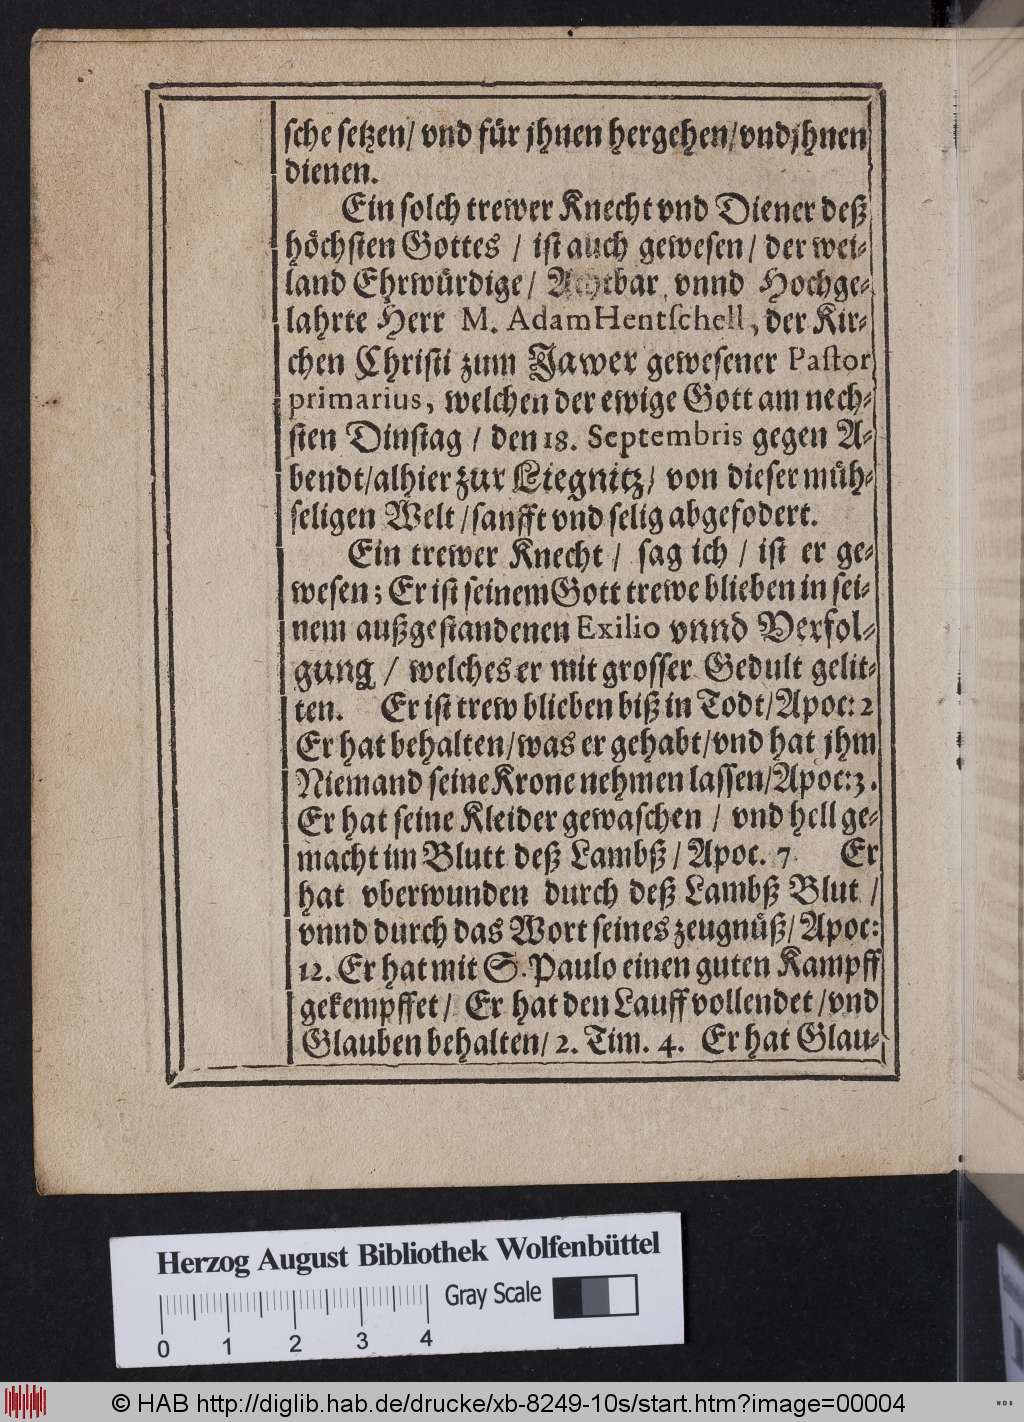 sche setzen/ vnd für jhnen hergehen/vnd jhnen
dienen.
Ein solch trewer Knecht vnd Diener deß
höchsten Gottes / ist auch gewesen / der wei-
land Ehrwürdige/ Achtbar, vnnd Hochge-
lahrte Herr M. Adam Hentschell, der Kir-
chen Christi zum Jawer gewesener Pastor
primarius, welchen der ewige Gott am nech-
sten Dinstag / den 18. Septembris gegen A-
bendt/alhier zur Liegnitz/ von dieser müh-
seligen Welt /sanfft vnd selig abgefodert.
Ein trewer Knecht / sag ich / ist er ge-
wesen; Er ist seinem Gott trewe blieben in sei-
nem außgestandenen Exilio vnnd Verfol-
gung / welches er mit grosser Gedult gelit-
ten. Er ist trew blieben biß in Todt/Apoc: 2
Er hat behalten/was er gehabt/vnd hat jhm
Niemand seine Krone nehmen lassen/Apoc:3.
Er hat seine Kleider gewaschen / vnd hell ge-
macht im Blutt deß Lambß / Apoc. 7. Er
hat vberwunden durch deß Lambß Blut /
vnnd durch das Wort seines zeugnüß/ Apoc:
12. Er hat mit S. Paulo einen guten Kampff
gekempffet / Er hat den Lauff vollendet /vnd
Glauben behalten/ 2. Tim. 4. Er hat Glau-
Herzog August Bibliothek Wolfenbüttel
Gray Scale
0 1 2 3 4
© HAB http://diglib.hab.de/drucke/xb-8249-10s/start.htm?image=00004